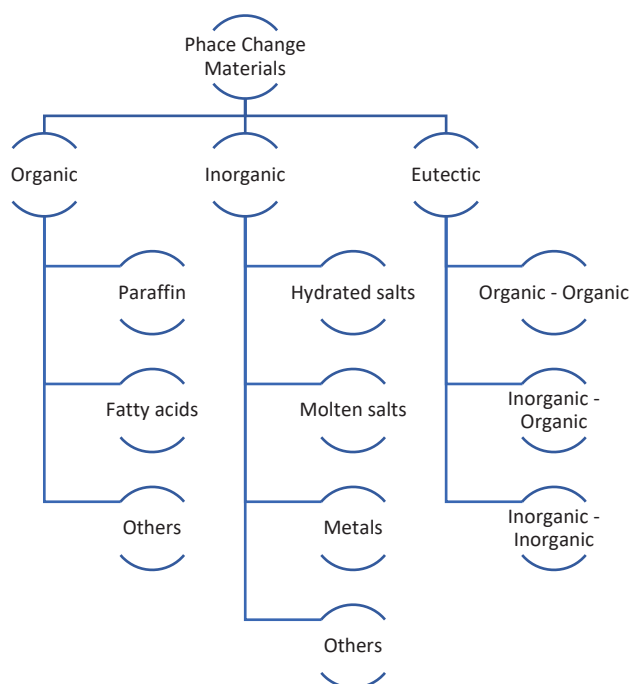 Phace Change
Materials
Organic
Inorganic
Eutectic
Paraffin
Fatty acids
Others
Hydrated salts
Molten salts
Metals
Others
Organic - Organic
Inorganic -
Organic
Inorganic -
Inorganic